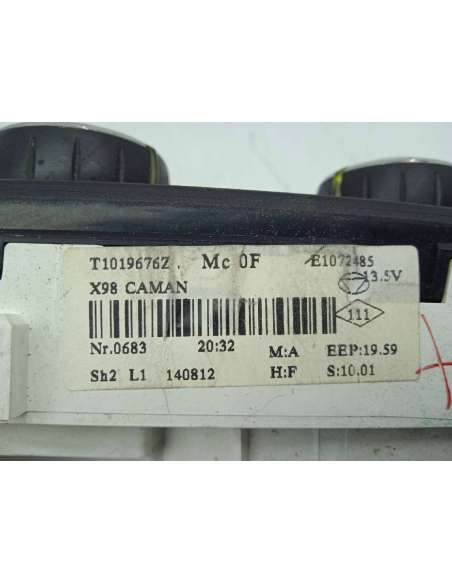 T1019676Z . Mc 0F E1072485
13.5V
X98 CAMAN
111
Nr.0683 20:32 M:A EEP:19.59
Sh2 L1 140812 H:F S:10.01